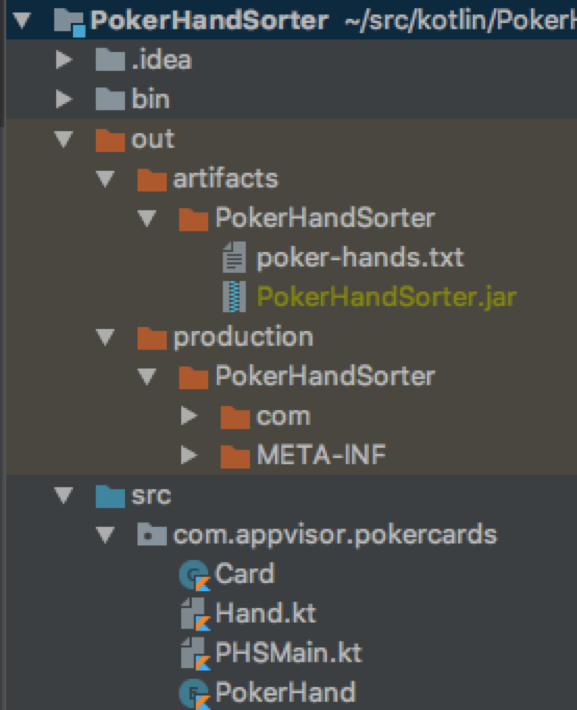 PokerHandSorter ~/src/kotlin/PokerH
.idea
bin
out
artifacts
PokerHandSorter
poker-hands.txt
PokerHandSorter.jar
production
PokerHandSorter
com
META-INF
src
com.appvisor.pokercards
Card
Hand.kt
PHSMain.kt
PokerHand